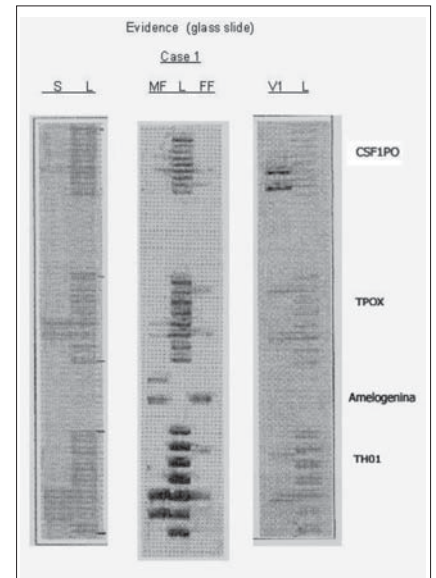 Evidence (glass slide)
Case 1
S L
MF L FF
V1 L
CSF1PO
TPOX
Amelogenina
TH01